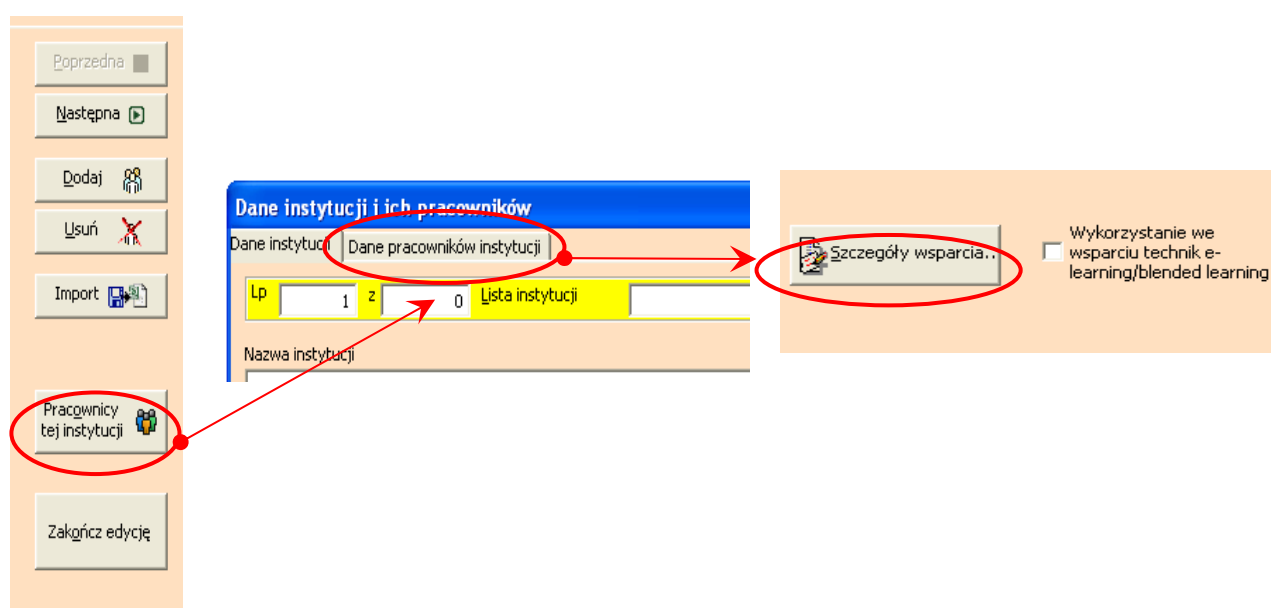 Poprzedna
Następna
Dodaj
Usuń
Import
Pracownicy
tej instytucji
Zakończ edycję
Dane instytucji i ich pracowników
Dane instytucji Dane pracowników instytucji
Lp 1 z 0 Lista instytucji
Nazwa instytucji
Szczegóły wsparcia..
Wykorzystanie we
wsparciu technik e-
learning/blended learning